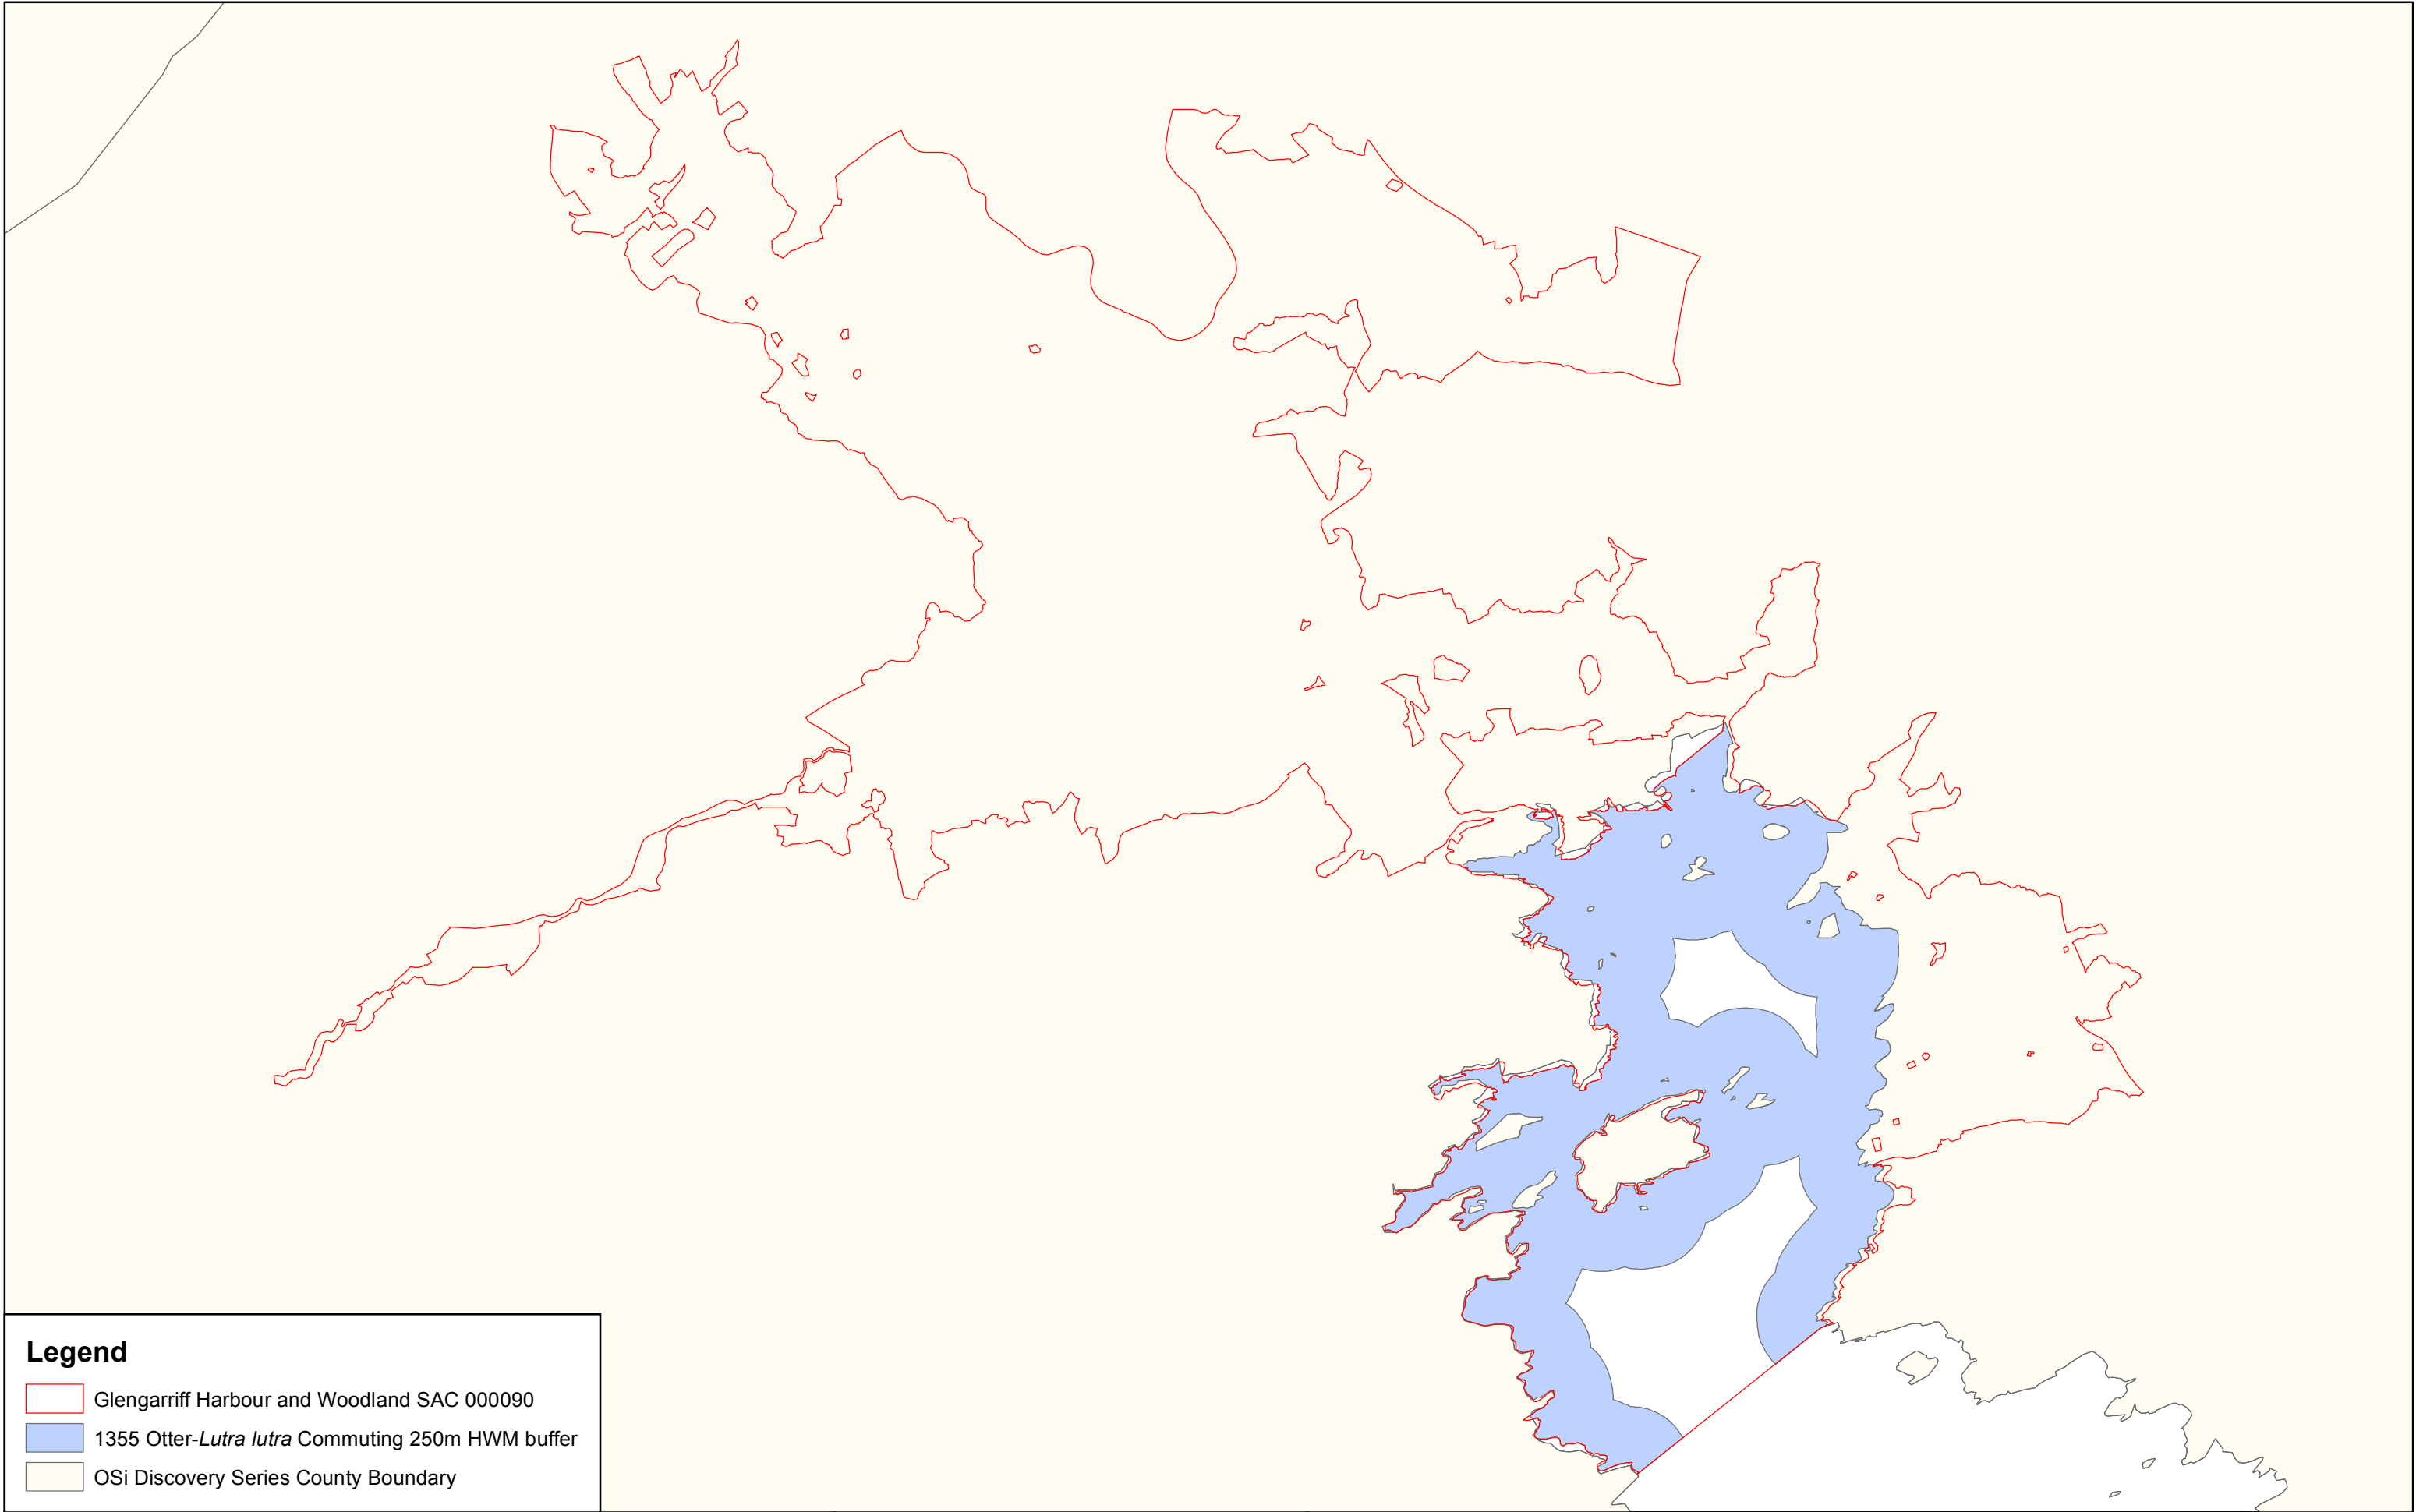 Legend
Glengarriff Harbour and Woodland SAC 000090
1355 Otter-Lutra lutra Commuting 250m HWM buffer
OSi Discovery Series County Boundary